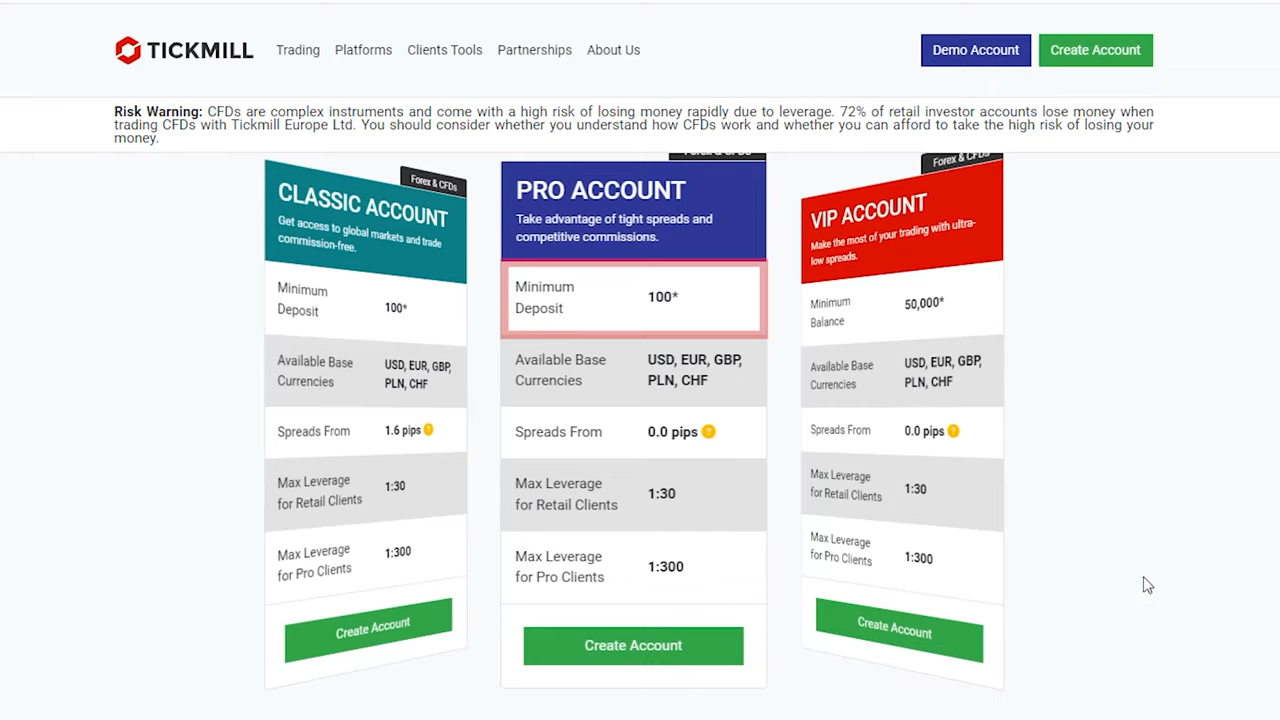 TICKMILL
Trading
Platforms
Clients Tools
Partnerships
About Us
Demo Account
Create Account
Risk Warning: CFDs are complex instruments and come with a high risk of losing money rapidly due to leverage. 72% of retail investor accounts lose money when
trading CFDs with Tickmill Europe Ltd. You should consider whether you understand how CFDs work and whether you can afford to take the high risk of losing your
money.
Forex & CFDs
CLASSIC ACCOUNT
Get access to global markets and trade
commission-free.
Minimum
Deposit
100*
Available Base
Currencies
USD, EUR, GBP,
PLN, CHF
Spreads From
1.6 pips ?
Max Leverage
for Retail Clients
1:30
Max Leverage
for Pro Clients
1:300
Create Account
Forex & CFDs
PRO ACCOUNT
Take advantage of tight spreads and
competitive commissions.
Minimum
Deposit
100*
Available Base
Currencies
USD, EUR, GBP,
PLN, CHF
Spreads From
0.0 pips ?
Max Leverage
for Retail Clients
1:30
Max Leverage
for Pro Clients
1:300
Create Account
Forex & CFDs
VIP ACCOUNT
Make the most of your trading with ultra-
low spreads.
Minimum
Balance
50,000*
Available Base
Currencies
USD, EUR, GBP,
PLN, CHF
Spreads From
0.0 pips ?
Max Leverage
for Retail Clients
1:30
Max Leverage
for Pro Clients
1:300
Create Account